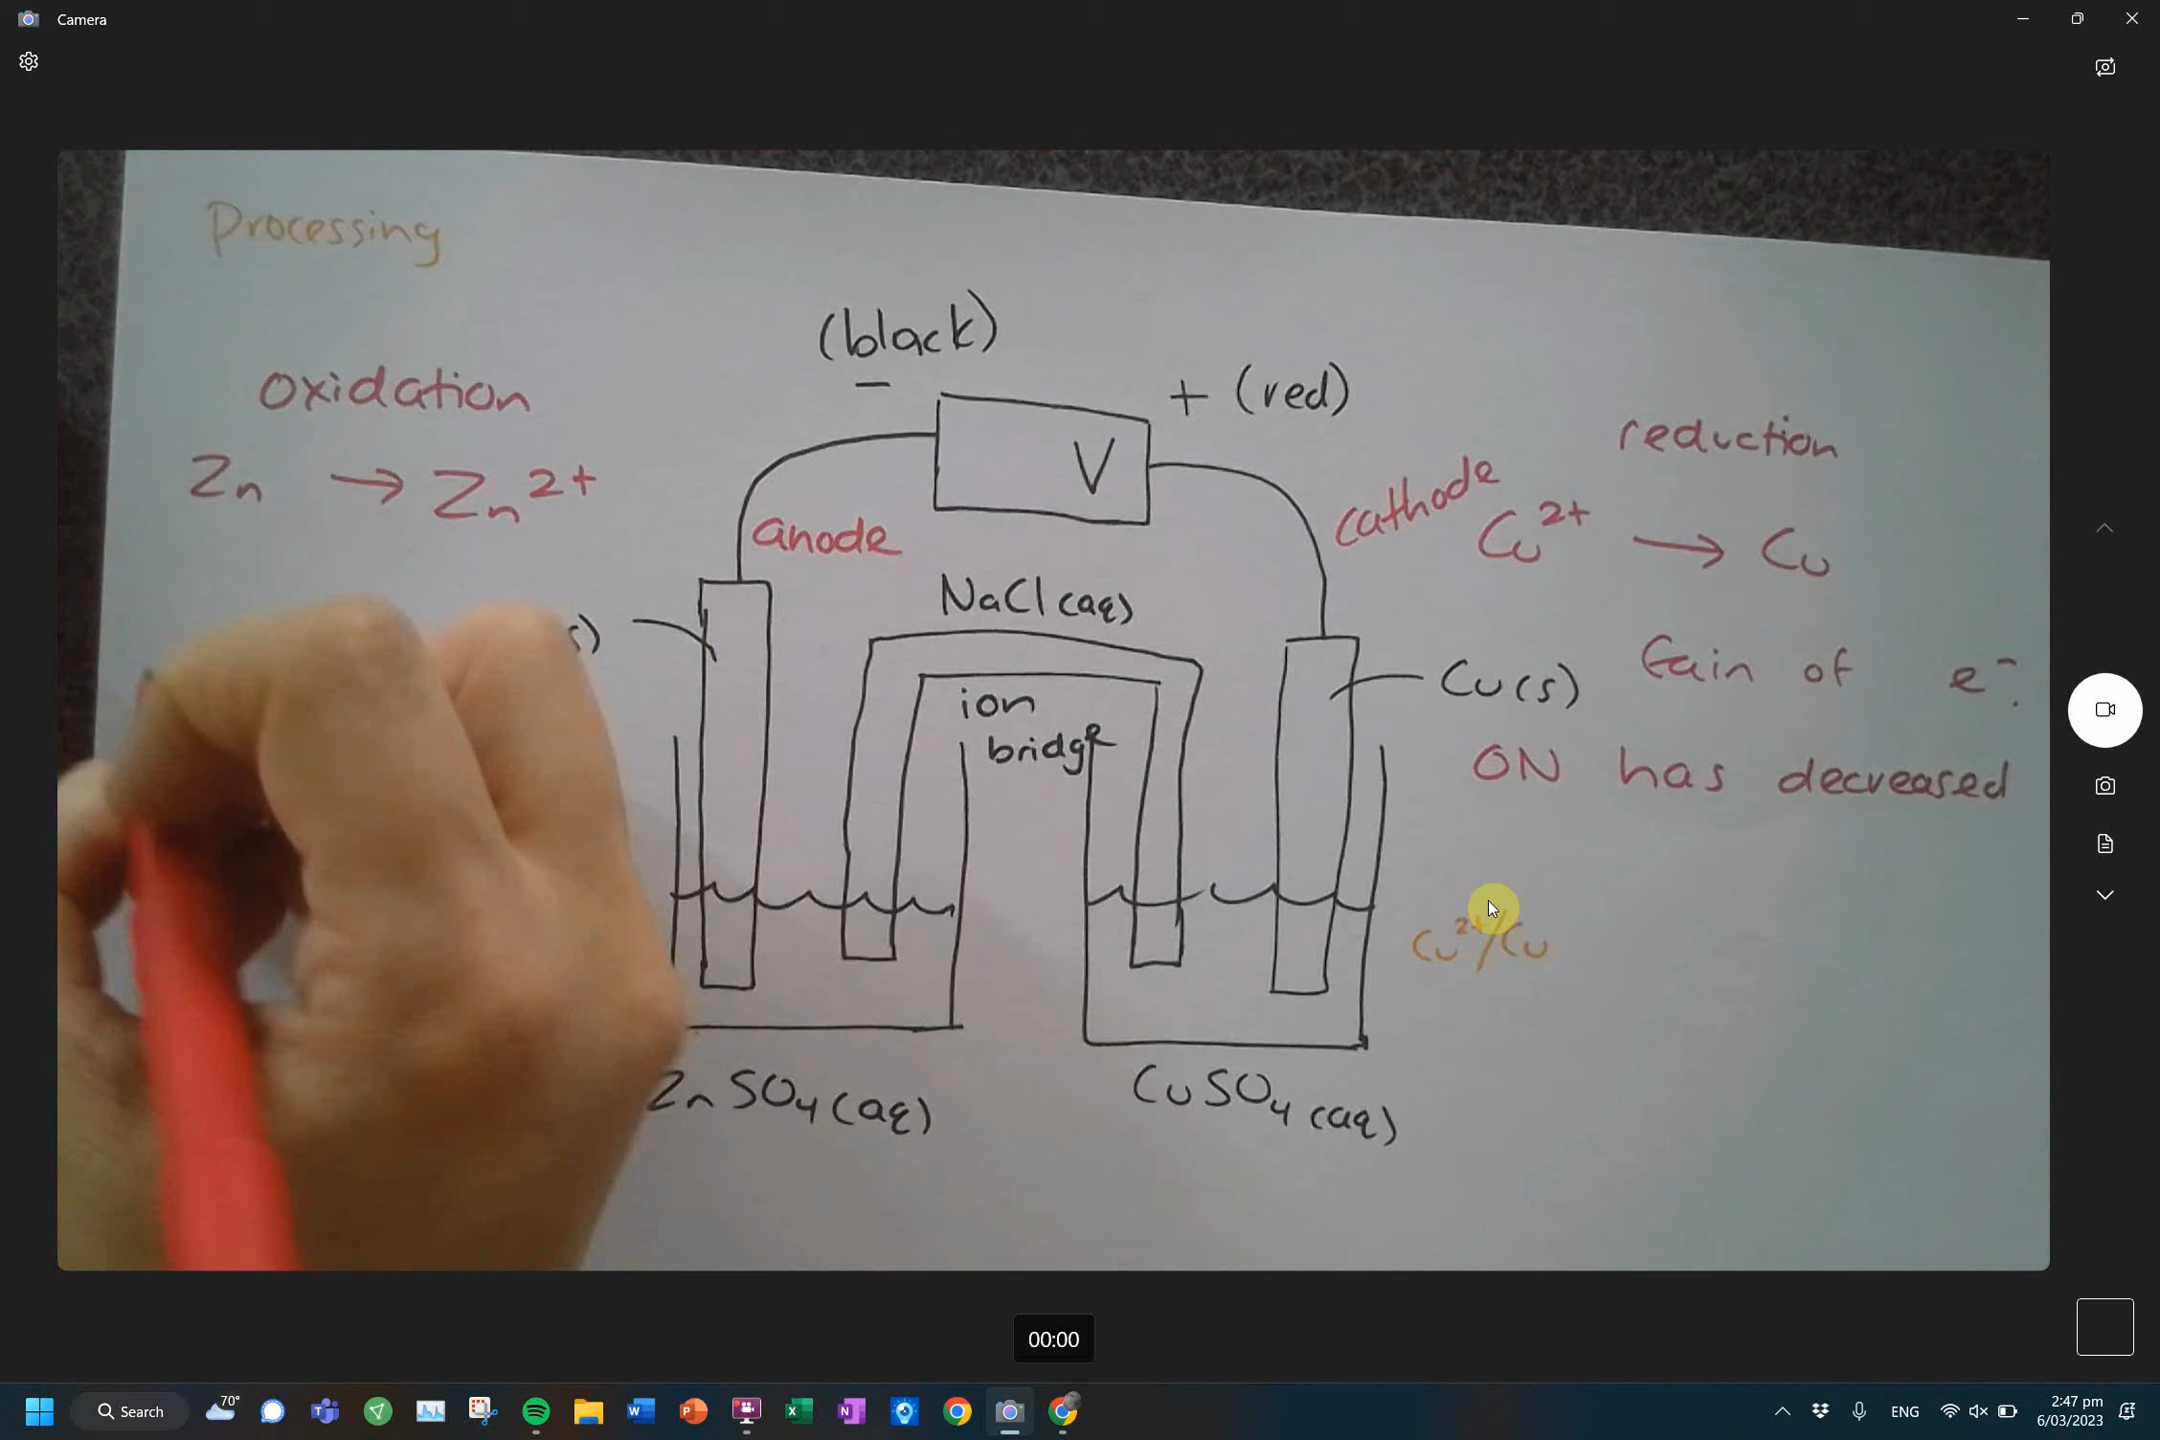 Camera
Processing
(black)
−
+ (red)
oxidation
Zn → Zn²⁺
V
reduction
cathode
Cu²⁺ → Cu
anode
NaCl(aq)
s)
ion
bridge
Cu(s)
Gain of e⁻.
ON has decreased
Cu²⁺/Cu
ZnSO₄(aq)
CuSO₄(aq)
00:00
Search
70°
ENG
2:47 pm
6/03/2023